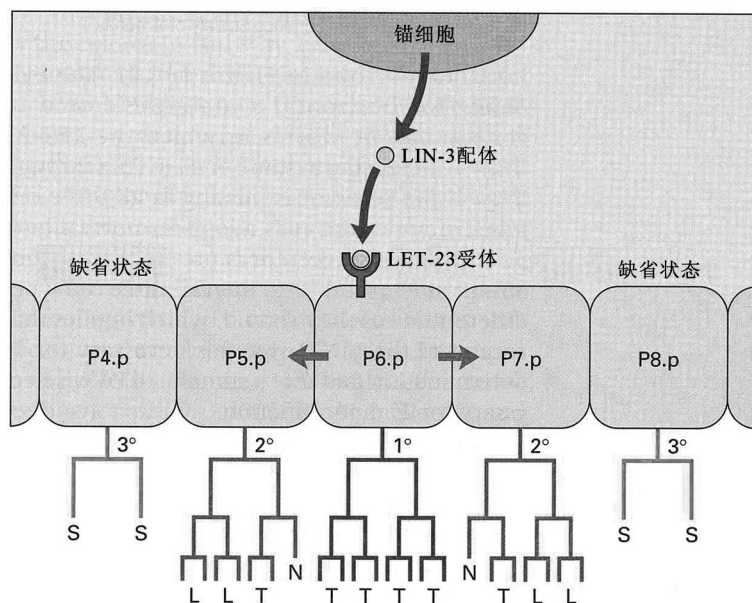 锚细胞
LIN-3配体
LET-23受体
缺省状态 缺省状态
P4.p P5.p P6.p P7.p P8.p
3° 2° 1° 2° 3°
S S S S
N N
L L T T T T T T L L